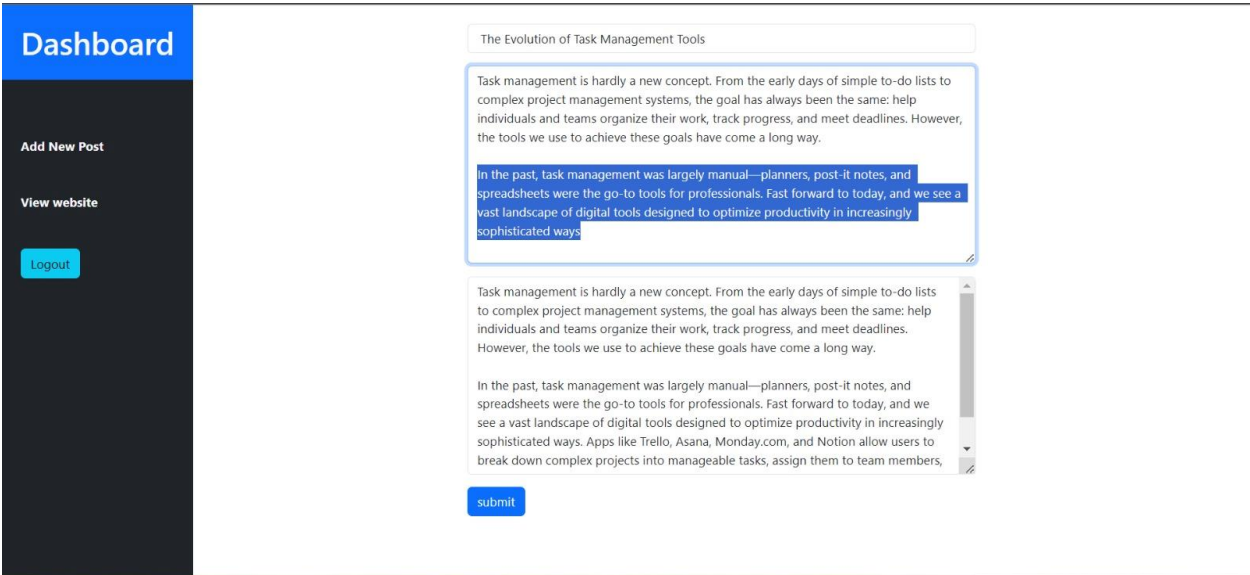 Dashboard
Add New Post
View website
Logout
The Evolution of Task Management Tools
Task management is hardly a new concept. From the early days of simple to-do lists to
complex project management systems, the goal has always been the same: help
individuals and teams organize their work, track progress, and meet deadlines. However,
the tools we use to achieve these goals have come a long way.
In the past, task management was largely manual—planners, post-it notes, and
spreadsheets were the go-to tools for professionals. Fast forward to today, and we see a
vast landscape of digital tools designed to optimize productivity in increasingly
sophisticated ways
Task management is hardly a new concept. From the early days of simple to-do lists
to complex project management systems, the goal has always been the same: help
individuals and teams organize their work, track progress, and meet deadlines.
However, the tools we use to achieve these goals have come a long way.
In the past, task management was largely manual—planners, post-it notes, and
spreadsheets were the go-to tools for professionals. Fast forward to today, and we
see a vast landscape of digital tools designed to optimize productivity in increasingly
sophisticated ways. Apps like Trello, Asana, Monday.com, and Notion allow users to
break down complex projects into manageable tasks, assign them to team members,
submit